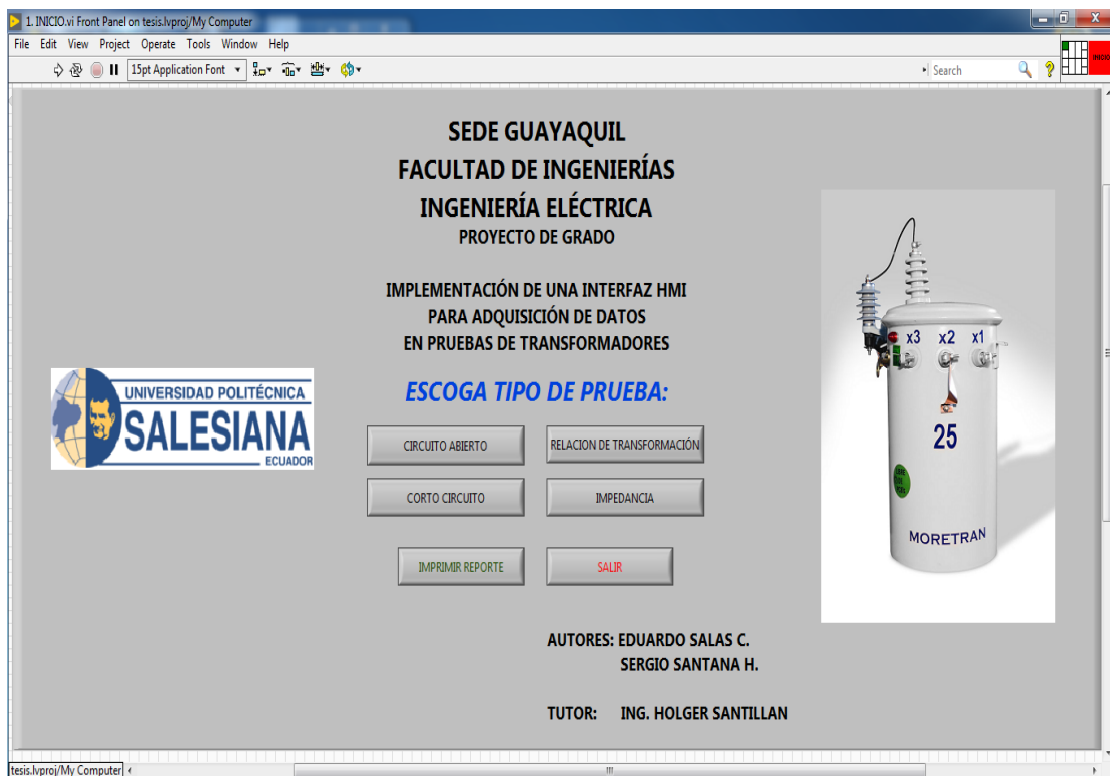 1. INICIO.vi Front Panel on tesis.lvproj/My Computer
File Edit View Project Operate Tools Window Help
15pt Application Font
Search
INICIO
SEDE GUAYAQUIL
FACULTAD DE INGENIERÍAS
INGENIERÍA ELÉCTRICA
PROYECTO DE GRADO
IMPLEMENTACIÓN DE UNA INTERFAZ HMI
PARA ADQUISICIÓN DE DATOS
EN PRUEBAS DE TRANSFORMADORES
UNIVERSIDAD POLITÉCNICA
SALESIANA
ECUADOR
ESCOGA TIPO DE PRUEBA:
CIRCUITO ABIERTO
RELACION DE TRANSFORMACIÓN
CORTO CIRCUITO
IMPEDANCIA
IMPRIMIR REPORTE
SALIR
x3 x2 x1
25
MORETRAN
AUTORES: EDUARDO SALAS C.
SERGIO SANTANA H.
TUTOR: ING. HOLGER SANTILLAN
tesis.lvproj/My Computer